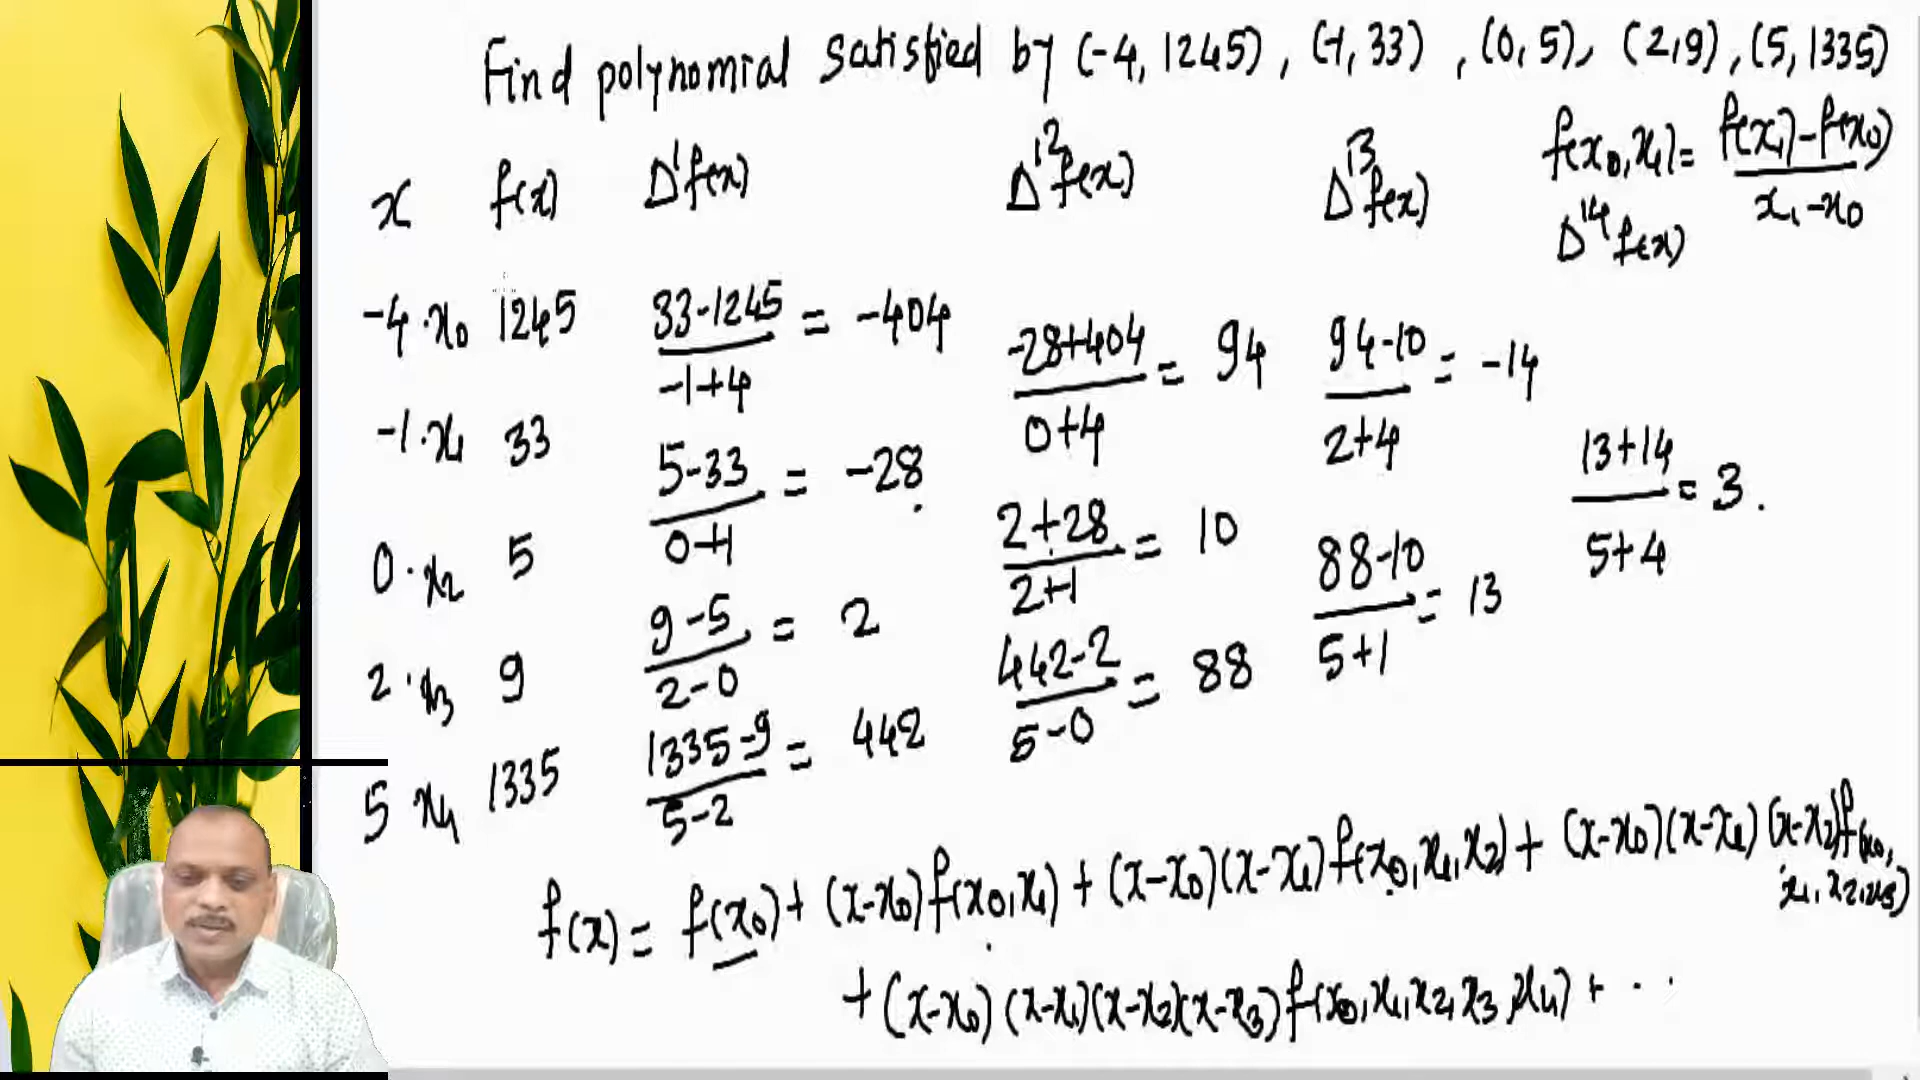 Find polynomial satisfied by (-4, 1245), (-1, 33), (0, 5), (2, 9), (5, 1335)
f(x0, x1) = f(x1) - f(x0) / x1 - x0
x f(x) Δ|¹f(x) Δ|²f(x) Δ|³f(x) Δ|⁴f(x)
-4 · x0 1245 33-1245 / -1+4 = -404 -28+404 / 0+4 = 94 94-10 / 2+4 = -14
-1 · x1 33 5-33 / 0+1 = -28 2+28 / 2+1 = 10 13+14 / 5+4 = 3.
0 · x2 5 9-5 / 2-0 = 2 88-10 / 5+1 = 13
2 · x3 9 442-2 / 5-0 = 88
5 x4 1335 1335-9 / 5-2 = 442
f(x) = f(x0) + (x-x0) f(x0, x1) + (x-x0)(x-x1) f(x0, x1, x2) + (x-x0)(x-x1)(x-x2) f(x0, x1, x2, x3)
+ (x-x0)(x-x1)(x-x2)(x-x3) f(x0, x1, x2, x3, x4) + ...